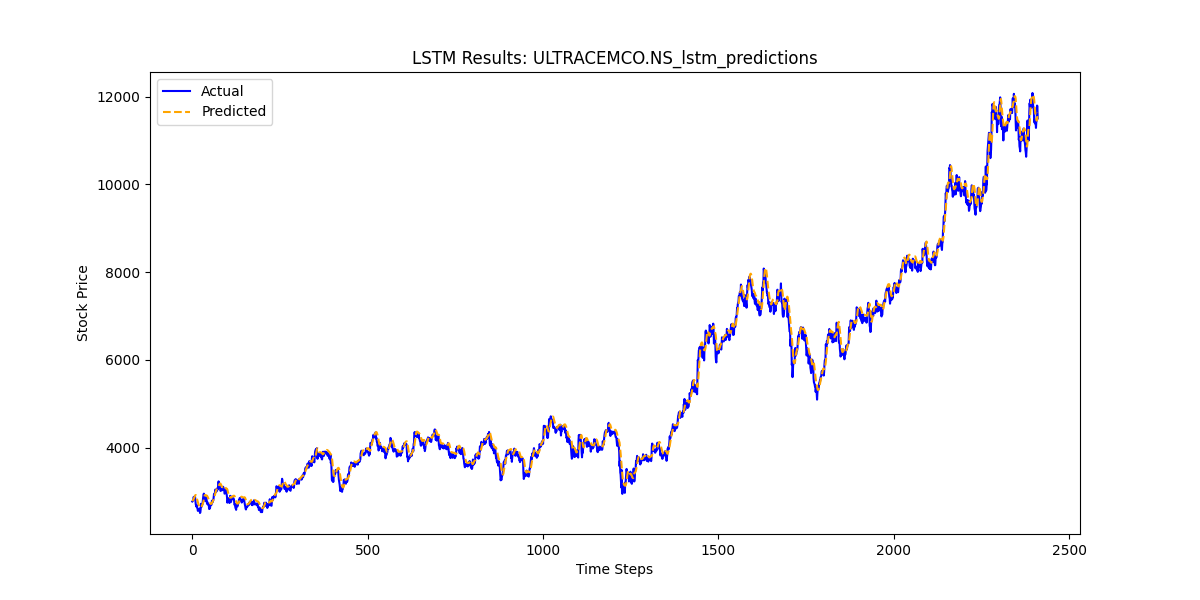 LSTM Results: ULTRACEMCO.NS_lstm_predictions
Actual
Predicted
12000
10000
8000
6000
4000
Stock Price
0
500
1000
1500
2000
2500
Time Steps